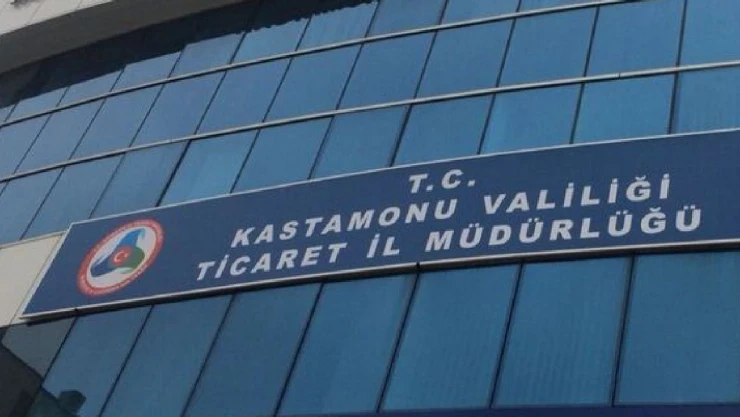 T.C.
KASTAMONU VALİLİĞİ
TİCARET İL MÜDÜRLÜĞÜ